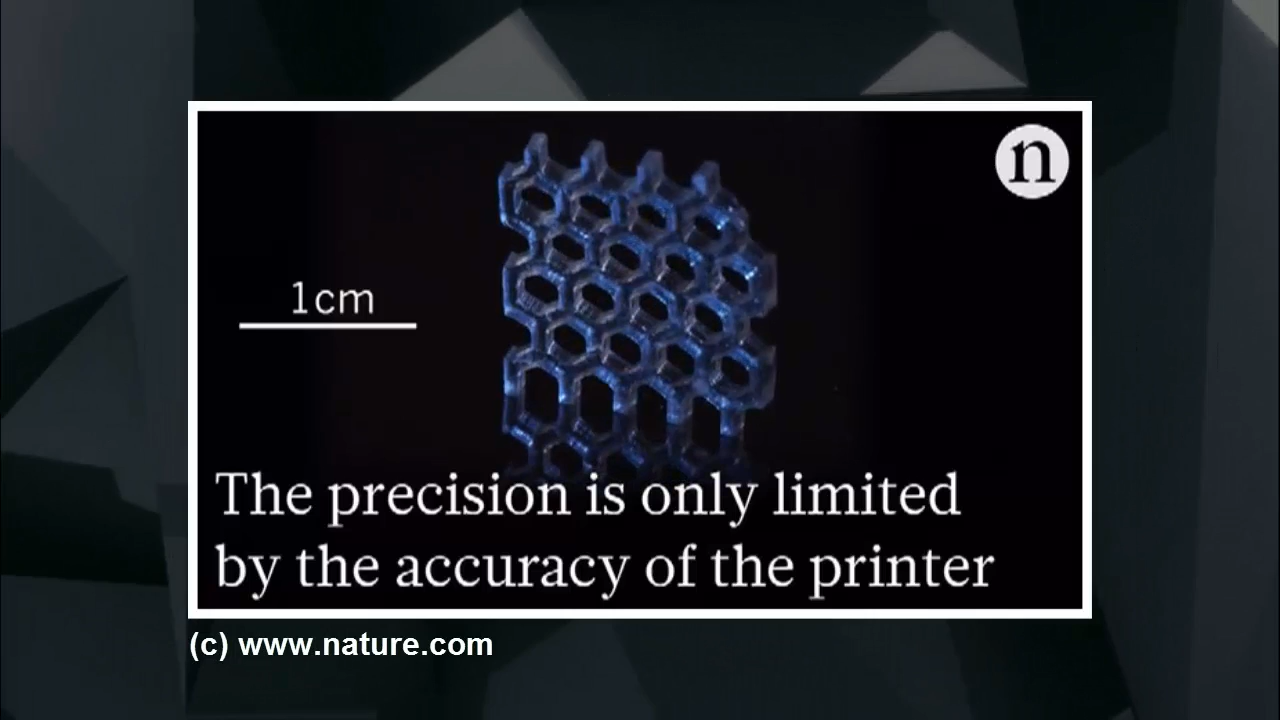 n
1cm
The precision is only limited
by the accuracy of the printer
(c) www.nature.com